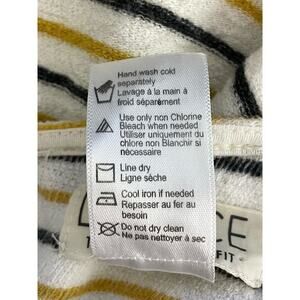 Hand wash cold
separately
Lavage à la main à
froid séparément
Use only non Chlorine
Bleach when needed
Utiliser uniquement du
chlore non Blanchir si
nécessaire
Line dry
Ligne sèche
Cool iron if needed
Repasser au fer au
besoin
Do not dry clean
Ne pas nettoyer à sec
CE
FIT